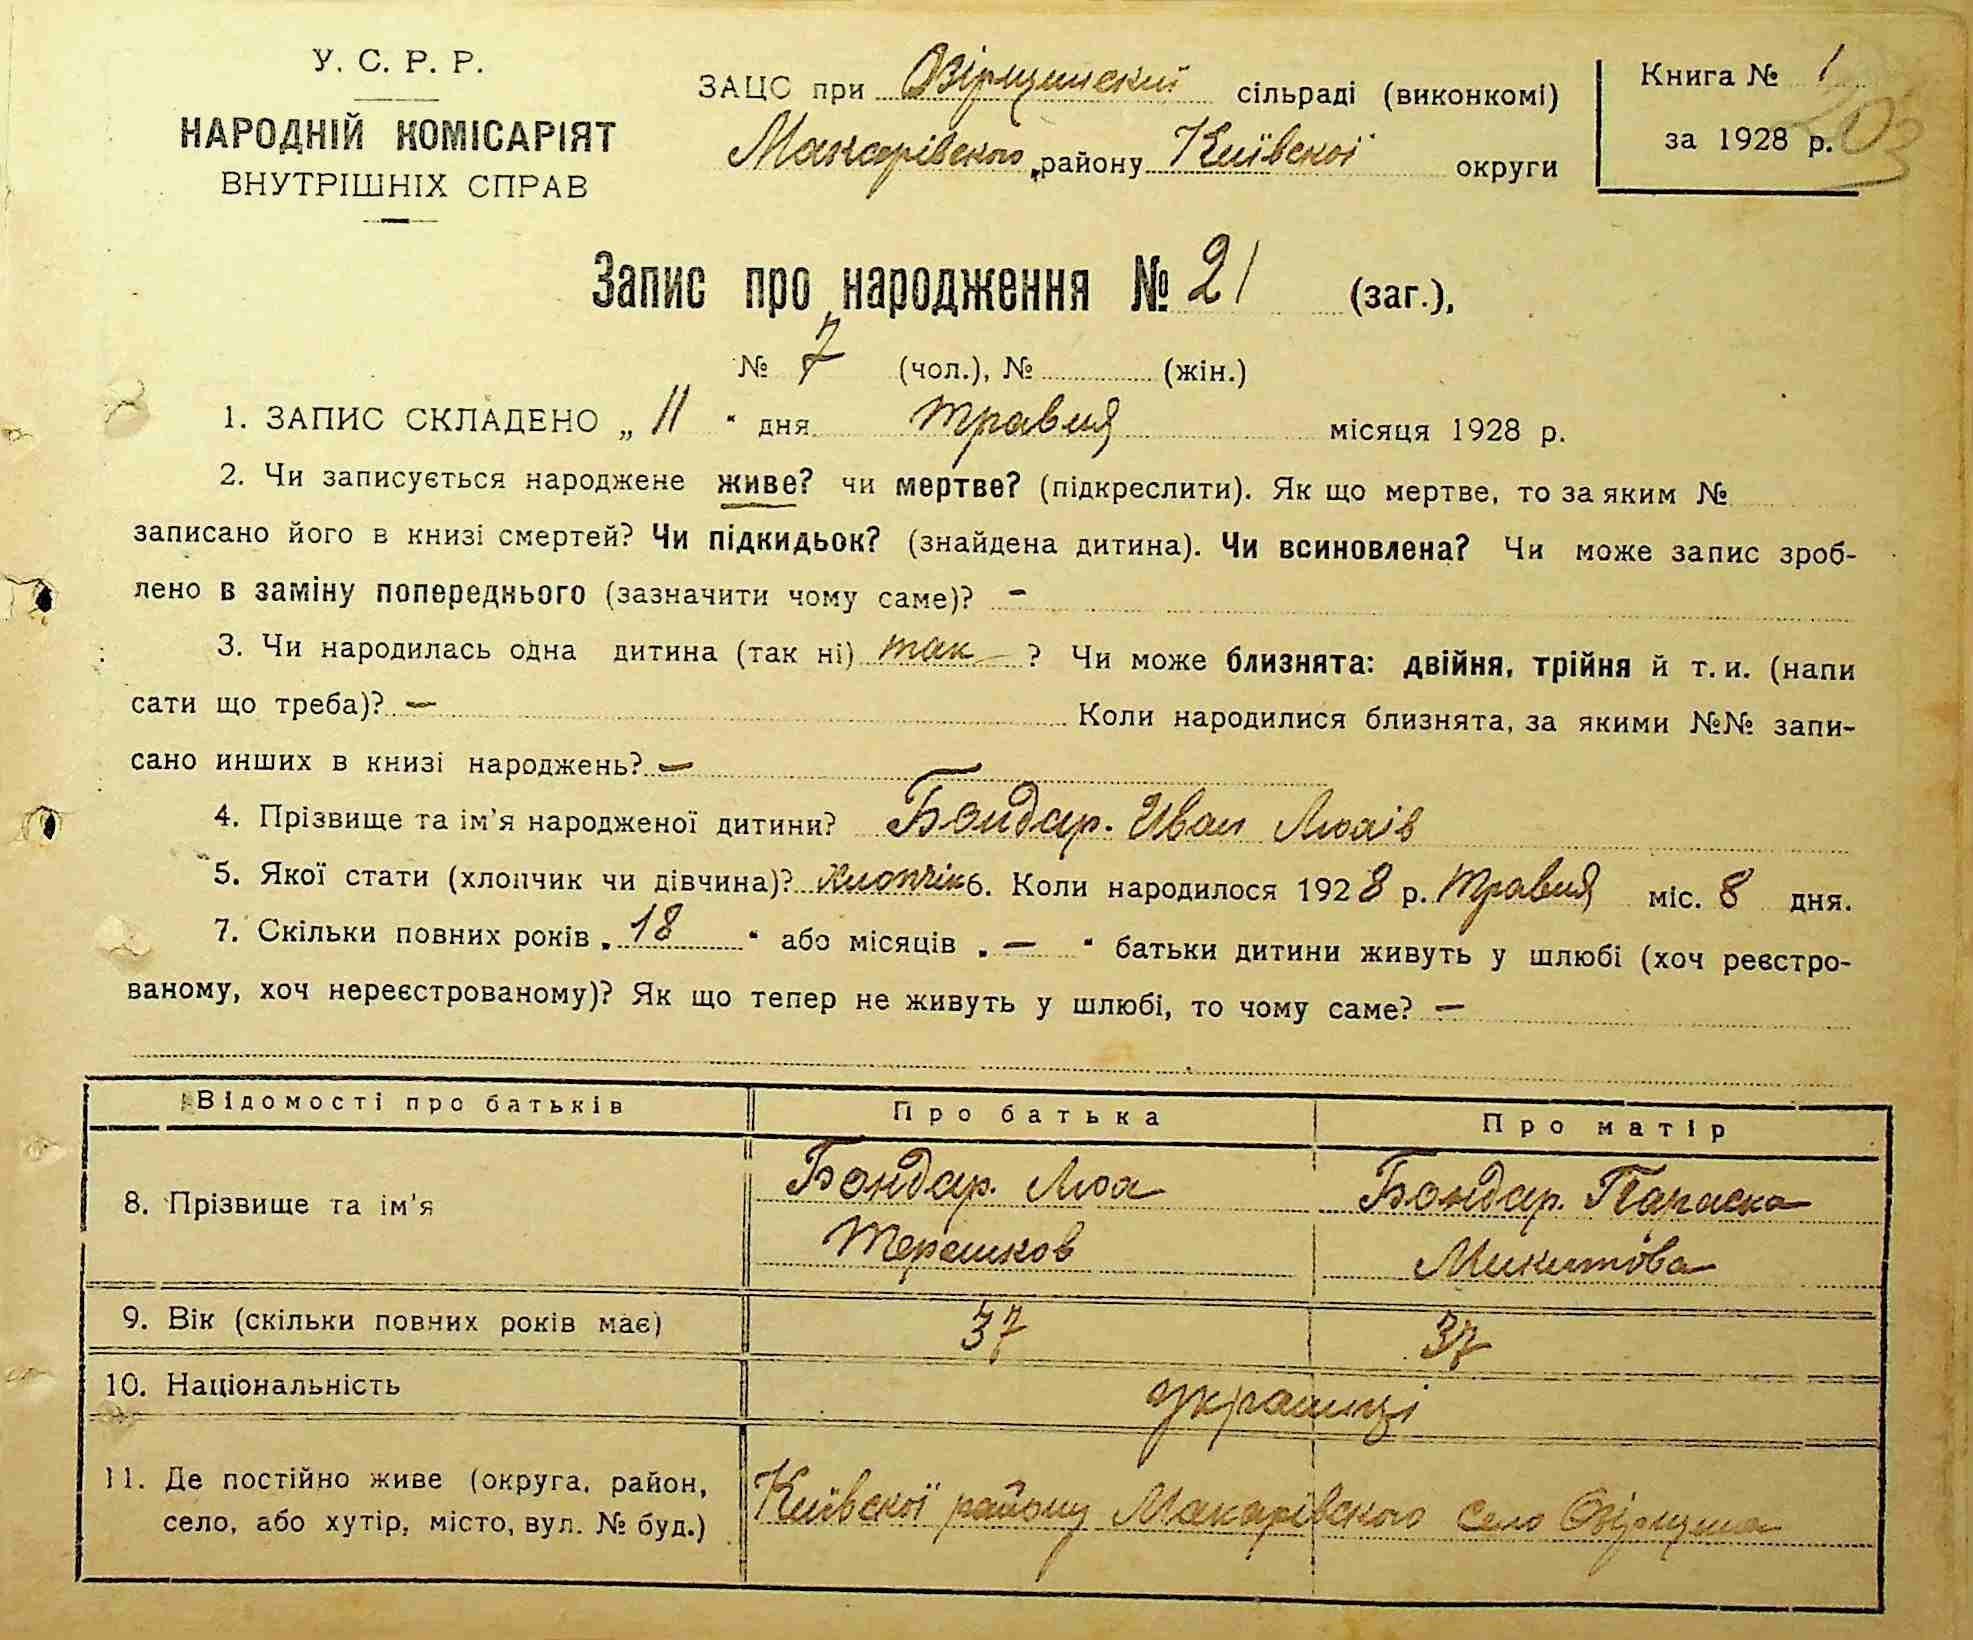 У. С. Р. Р.
НАРОДНІЙ КОМІСАРІЯТ
ВНУТРІШНІХ СПРАВ
ЗАЦС при Озірщинский сільраді (виконкомі)
Макарівского району Київскої округи
Книга № 1
за 1928 р.
203
Запис про народження № 21 (заг.),
№ 7 (чол.), № (жін.)
1. ЗАПИС СКЛАДЕНО „ 11 “ дня травня місяця 1928 р.
2. Чи записується народжене живе? чи мертве? (підкреслити). Як що мертве, то за яким №
записано його в книзі смертей? Чи підкидьок? (знайдена дитина). Чи всиновлена? Чи може запис зроб-
лено в заміну попереднього (зазначити чому саме)? -
3. Чи народилась одна дитина (так ні) так ? Чи може близнята: двійня, трійня й т. и. (напи
сати що треба)? — Коли народилися близнята, за якими №№ запи-
сано инших в книзі народжень? —
4. Прізвище та ім'я народженої дитини? Бондар. Иван
5. Якої стати (хлопчик чи дівчина)? хлопчік 6. Коли народилося 1928 р. травня міс. 8 дня.
7. Скільки повних років „ 18 “ або місяців „ — “ батьки дитини живуть у шлюбі (хоч реєстро-
ваному, хоч нереєстрованому)? Як що тепер не живуть у шлюбі, то чому саме? —
Відомості про батьків Про батька Про матір
8. Прізвище та ім'я Бондар. Бондар. Параска
Терешков Микитова
9. Вік (скільки повних років має) 37 37
10. Національність українці
11. Де постійно живе (округа, район, село, або хутір, місто, вул. № буд.)
Київскої району Макарівского село Озірщина